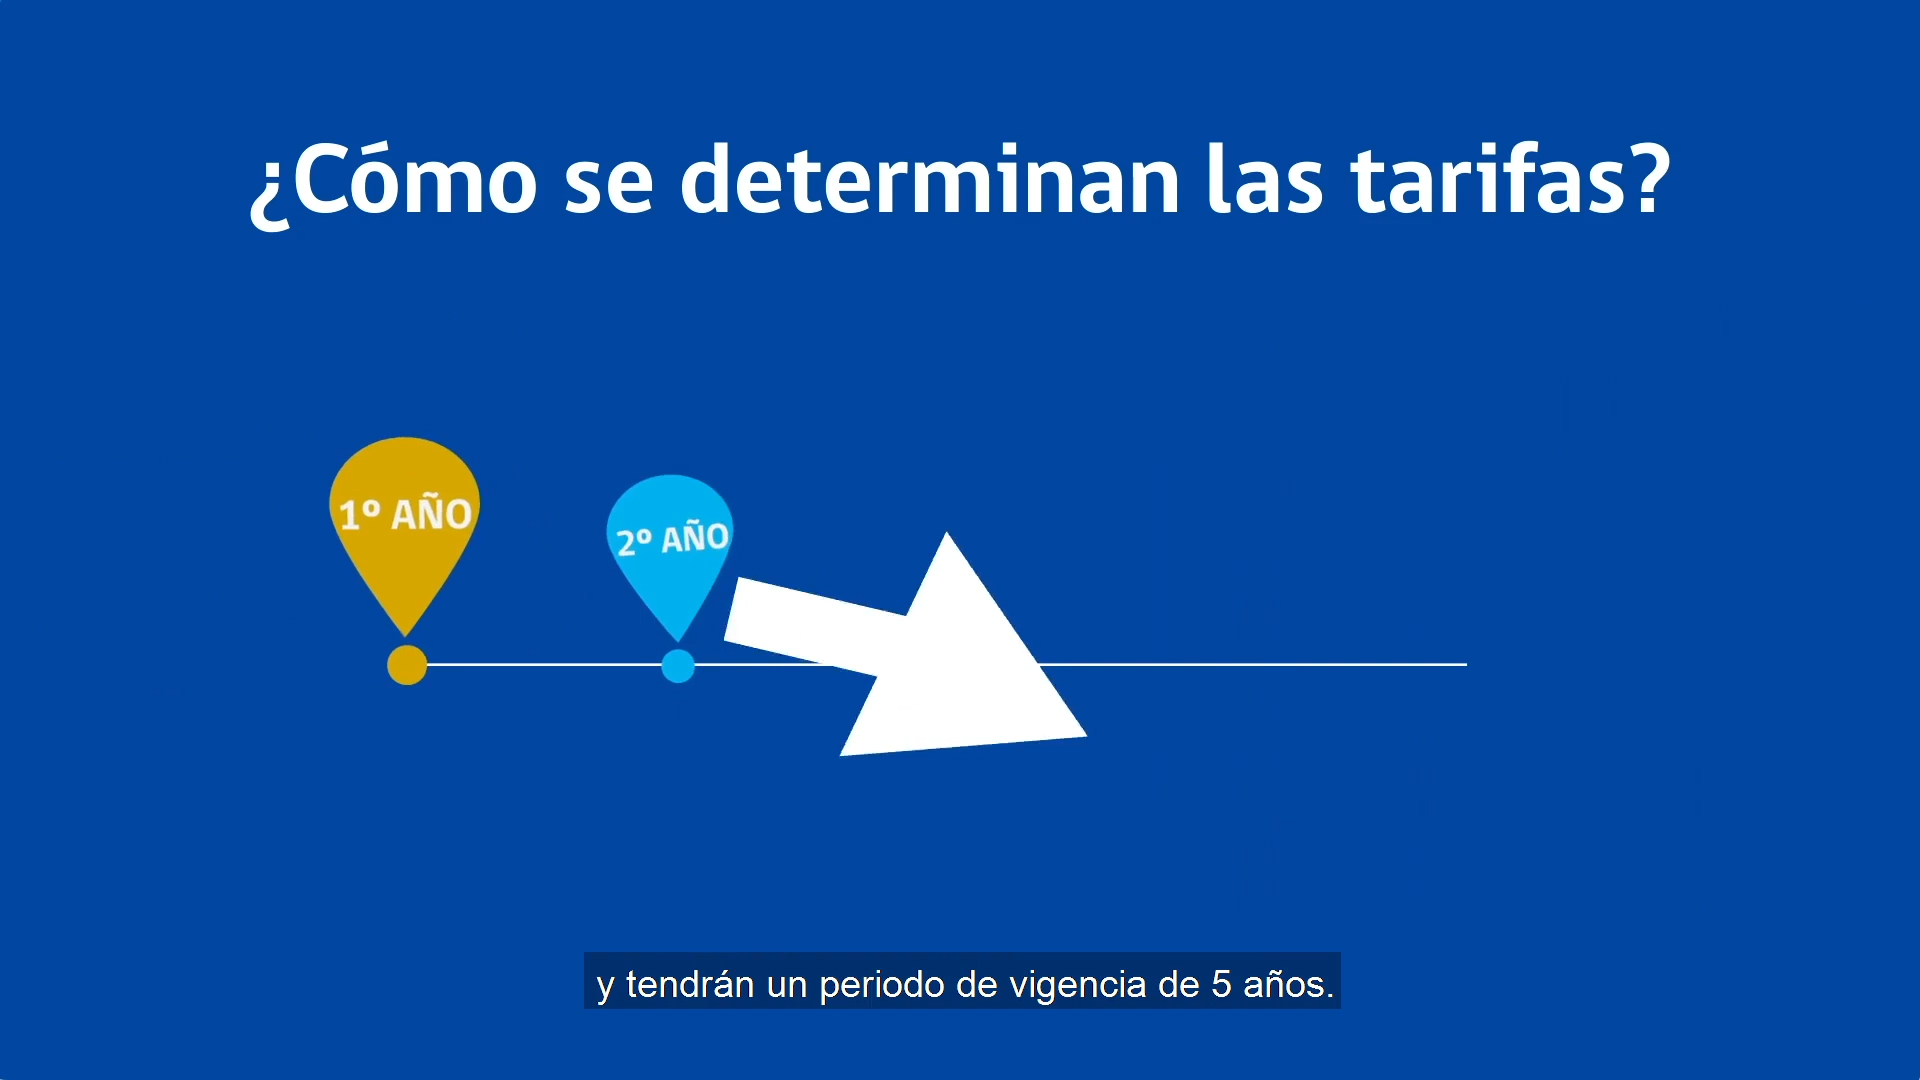 ¿Cómo se determinan las tarifas?
1º AÑO
2º AÑO
y tendrán un periodo de vigencia de 5 años.